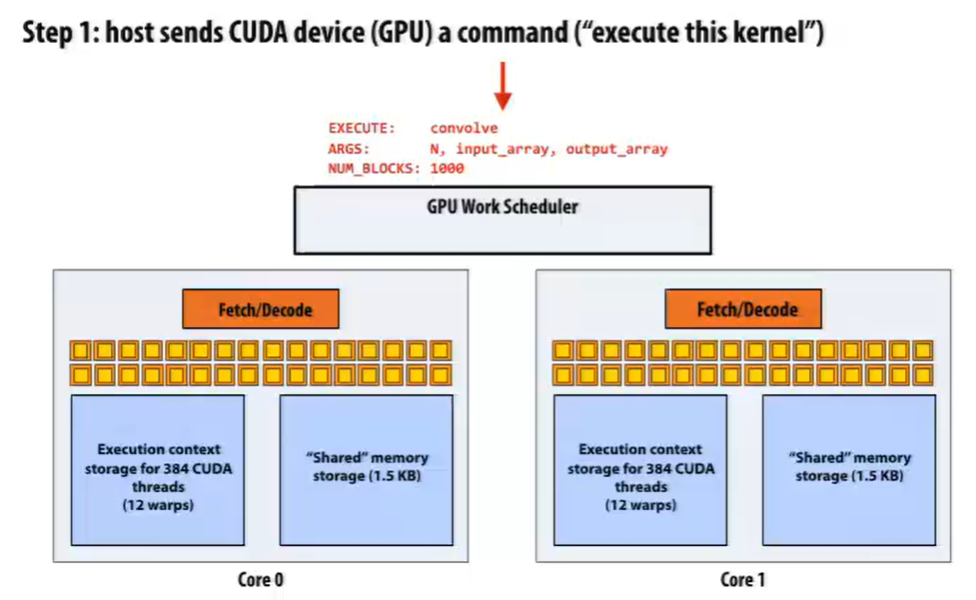 Step 1: host sends CUDA device (GPU) a command (“execute this kernel”)
EXECUTE: convolve
ARGS: N, input_array, output_array
NUM_BLOCKS: 1000
GPU Work Scheduler
Fetch/Decode
Execution context
storage for 384 CUDA
threads
(12 warps)
“Shared” memory
storage (1.5 KB)
Core 0
Fetch/Decode
Execution context
storage for 384 CUDA
threads
(12 warps)
“Shared” memory
storage (1.5 KB)
Core 1